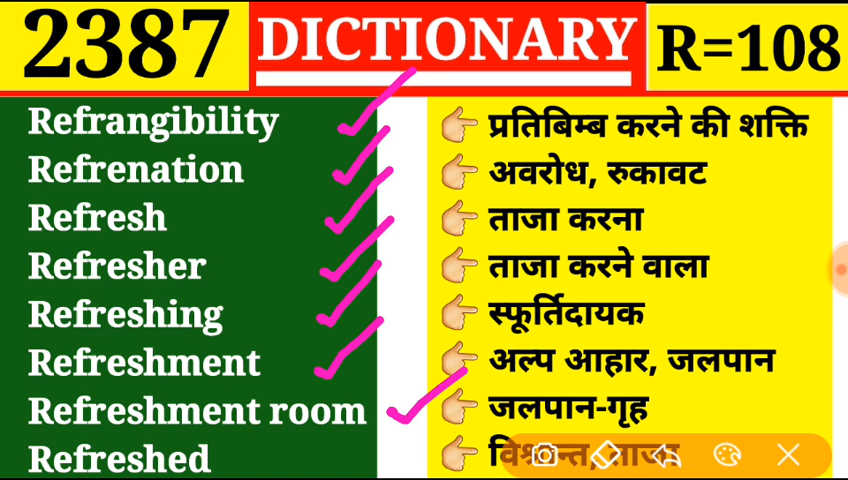 2387 DICTIONARY R=108
Refrangibility प्रतिबिम्ब करने की शक्ति
Refrenation अवरोध, रुकावट
Refresh ताजा करना
Refresher ताजा करने वाला
Refreshing स्फूर्तिदायक
Refreshment अल्प आहार, जलपान
Refreshment room जलपान-गृह
Refreshed विश्रान्त, ताजा